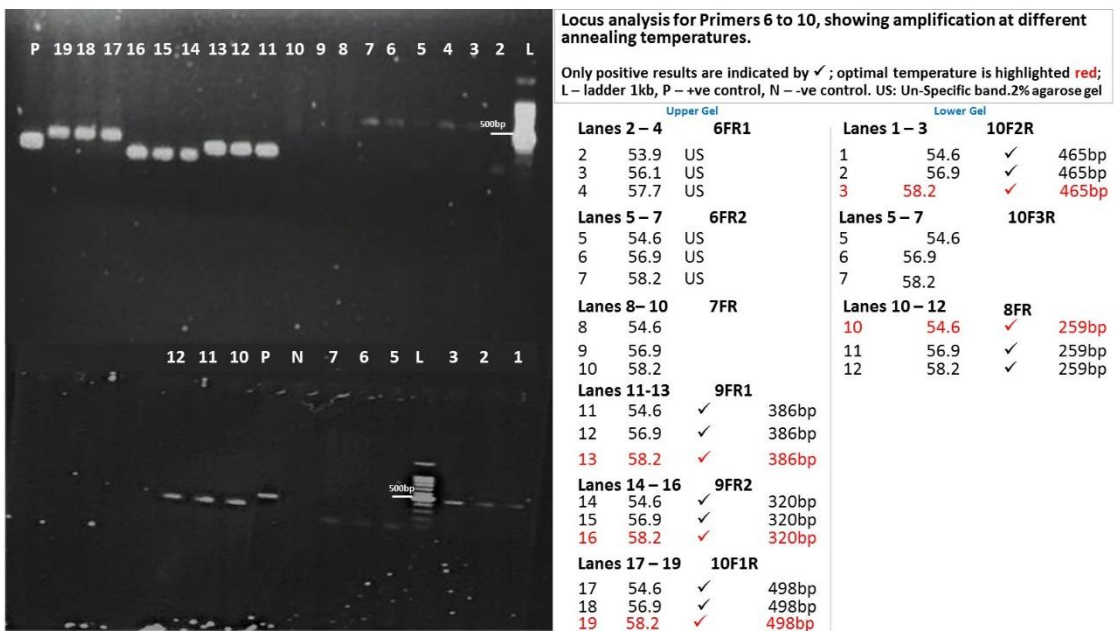 P 19 18 17 16 15 14 13 12 11 10 9 8 7 6 5 4 3 2 L
500bp
12 11 10 P N 7 6 5 L 3 2 1
500bp
Locus analysis for Primers 6 to 10, showing amplification at different
annealing temperatures.
Only positive results are indicated by ✓ ; optimal temperature is highlighted red;
L – ladder 1kb, P – +ve control, N – -ve control. US: Un-Specific band.2% agarose gel
Upper Gel
Lanes 2 – 4 6FR1
2 53.9 US
3 56.1 US
4 57.7 US
Lanes 5 – 7 6FR2
5 54.6 US
6 56.9 US
7 58.2 US
Lanes 8– 10 7FR
8 54.6
9 56.9
10 58.2
Lanes 11-13 9FR1
11 54.6 ✓ 386bp
12 56.9 ✓ 386bp
13 58.2 ✓ 386bp
Lanes 14 – 16 9FR2
14 54.6 ✓ 320bp
15 56.9 ✓ 320bp
16 58.2 ✓ 320bp
Lanes 17 – 19 10F1R
17 54.6 ✓ 498bp
18 56.9 ✓ 498bp
19 58.2 ✓ 498bp
Lower Gel
Lanes 1 – 3 10F2R
1 54.6 ✓ 465bp
2 56.9 ✓ 465bp
3 58.2 ✓ 465bp
Lanes 5 – 7 10F3R
5 54.6
6 56.9
7 58.2
Lanes 10 – 12 8FR
10 54.6 ✓ 259bp
11 56.9 ✓ 259bp
12 58.2 ✓ 259bp